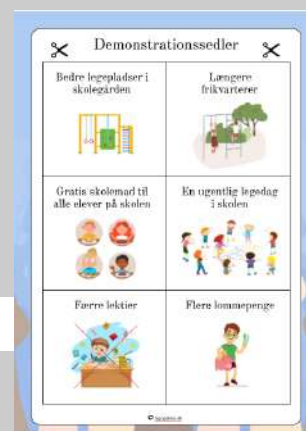 Demonstrationssedler
Bedre legepladser i
skolegården
Længere
frikvarterer
Gratis skolemad til
alle elever på skolen
En ugentlig legedag
i skolen
Færre lektier
Flere lommepenge